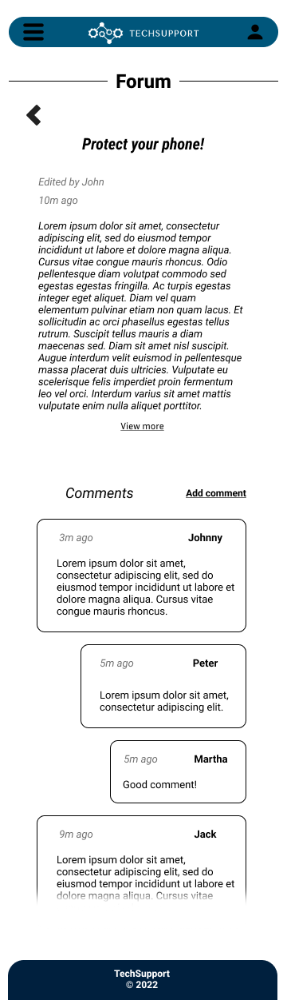 TECHSUPPORT
Forum
Protect your phone!
Edited by John
10m ago
Lorem ipsum dolor sit amet, consectetur
adipiscing elit, sed do eiusmod tempor
incididunt ut labore et dolore magna aliqua.
Cursus vitae congue mauris rhoncus. Odio
pellentesque diam volutpat commodo sed
egestas egestas fringilla. Ac turpis egestas
integer eget aliquet. Diam vel quam
elementum pulvinar etiam non quam lacus. Et
sollicitudin ac orci phasellus egestas tellus
rutrum. Suscipit tellus mauris a diam
maecenas sed. Diam sit amet nisl suscipit.
Augue interdum velit euismod in pellentesque
massa placerat duis ultricies. Vulputate eu
scelerisque felis imperdiet proin fermentum
leo vel orci. Interdum varius sit amet mattis
vulputate enim nulla aliquet porttitor.
View more
Comments Add comment
3m ago Johnny
Lorem ipsum dolor sit amet,
consectetur adipiscing elit, sed do
eiusmod tempor incididunt ut labore et
dolore magna aliqua. Cursus vitae
congue mauris rhoncus.
5m ago Peter
Lorem ipsum dolor sit amet,
consectetur adipiscing elit.
5m ago Martha
Good comment!
9m ago Jack
Lorem ipsum dolor sit amet,
consectetur adipiscing elit, sed do
eiusmod tempor incididunt ut labore et
dolore magna aliqua. Cursus vitae
TechSupport
© 2022